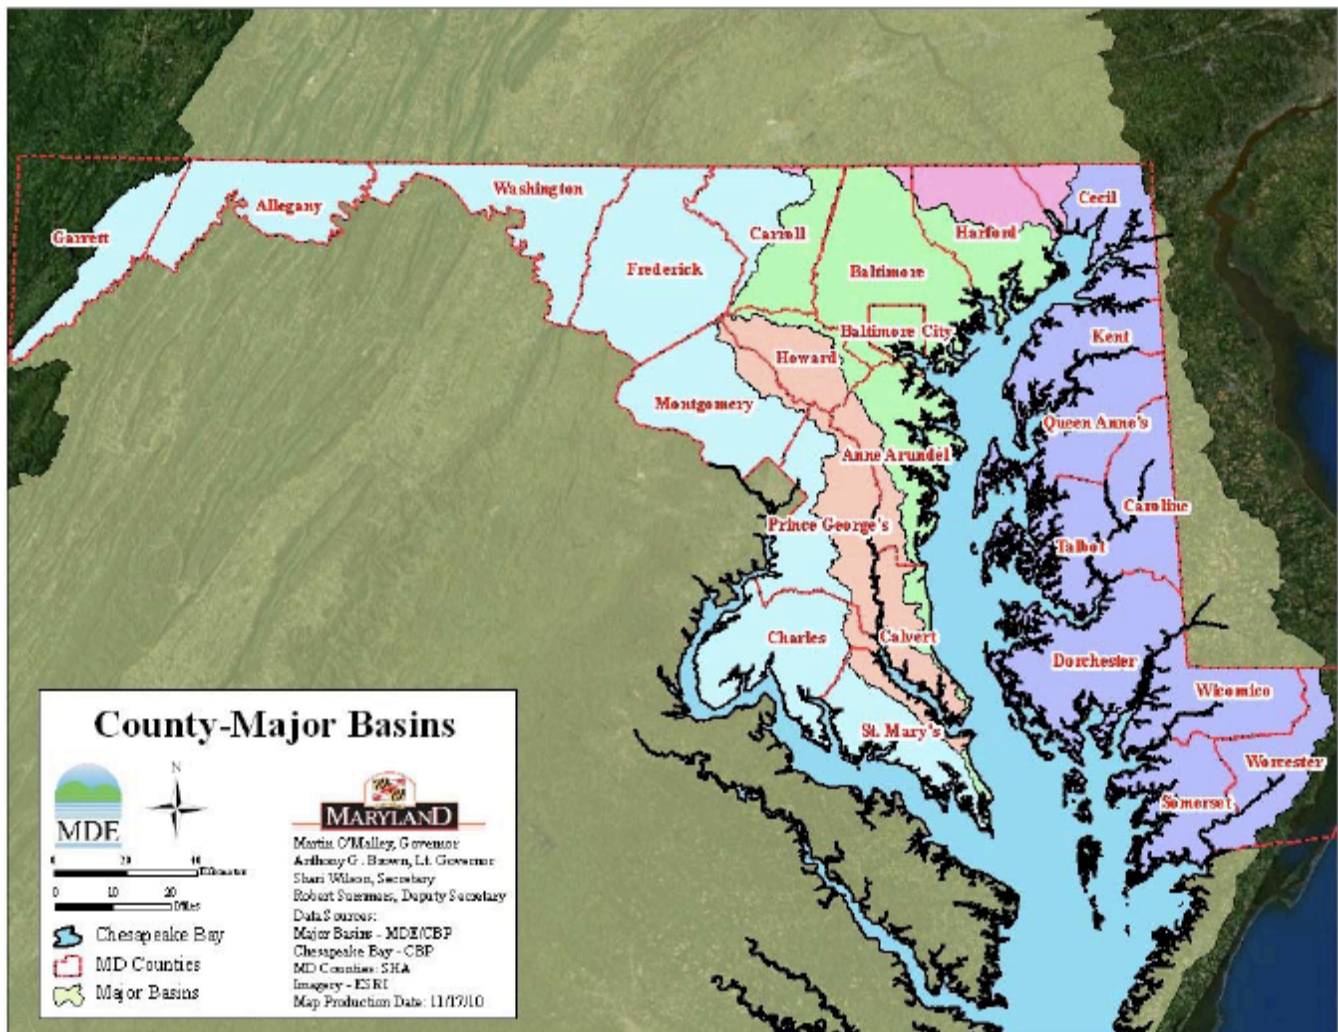 Washington
Cecil
Allegany
Garrett
Carroll
Harford
Frederick
Baltimore
Baltimore City
Kent
Howard
Montgomery
Queen Anne's
Anne Arundel
Caroline
Prince George's
Talbot
Charles
Calvert
Dorchester
Wicomico
St. Mary's
Worcester
Somerset
County-Major Basins
N
MDE
MARYLAND
Martin O'Malley, Governor
Anthony G. Brown, Lt. Governor
Shari Wilson, Secretary
Robert Summers, Deputy Secretary
Data Sources:
Major Basins - MDE/CBP
Chesapeake Bay - CBP
MD Counties: SHA
Imagery - ESRI
Map Production Date: 11/17/10
0 20 40
Kilometers
0 10 20
Miles
Chesapeake Bay
MD Counties
Major Basins